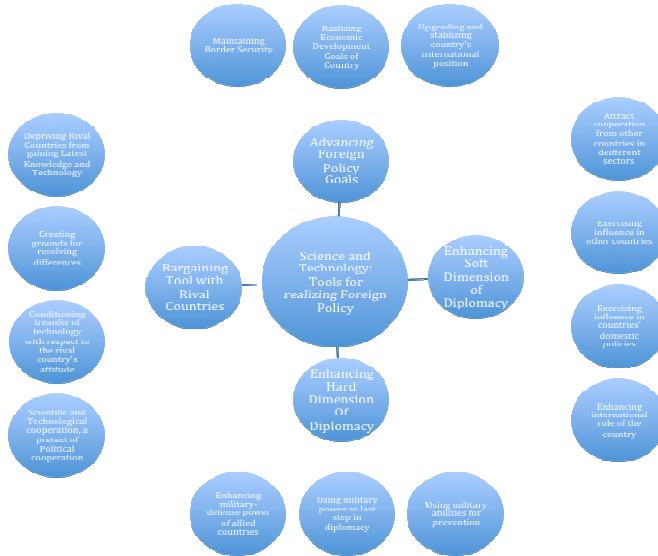 Maintaining
Border Security
Raslising
Economic
Development
Goals of
Country
Upgrading and
stablizing
country's
international
position
Depriving Rival
Countries from
gaining Latest
Knowledge and
Technology
Creating
grounds for
resolving
differences
Conditioning
treanfer of
technology
with respect to
the rival
country's
attitude
Scientific and
Technological
cooperation, a
pretext of
Political
cooperation
Advancing
Foreign
Policy
Goals
Bargaining
Tool with
Rival
Countries
Science and
Technology:
Tools for
realizing Foreign
Policy
Enhancing
Soft
Dimension
of
Diplomacy
Enhancing
Hard
Dimension
Of
Diplomacy
Attract
cooperation
from other
countries in
deifferent
sectors
Exercising
influence in
other countries
Exercising
influence in
countries'
domestic
policies
Enhancing
international
role of the
country
Enhancing
military-
defense power
of allied
countries
Using military
power as last
step in
diplomacy
Using military
abilities for
prevention